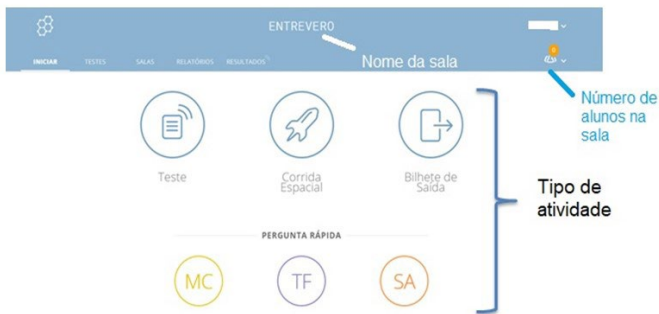 ENTREVERO
INICIAR TESTES SALAS RELATÓRIOS RESULTADOS
Nome da sala
0
Número de
alunos na
sala
Teste
Corrida
Espacial
Bilhete de
Saída
Tipo de
atividade
PERGUNTA RÁPIDA
MC TF SA